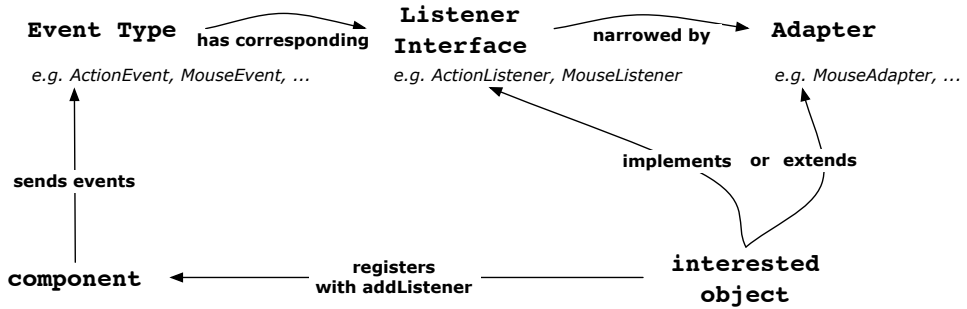 Event Type
has corresponding
Listener
Interface
narrowed by
Adapter
e.g. ActionEvent, MouseEvent, ...
e.g. ActionListener, MouseListener
e.g. MouseAdapter, ...
implements or extends
sends events
component
registers
with addListener
interested
object